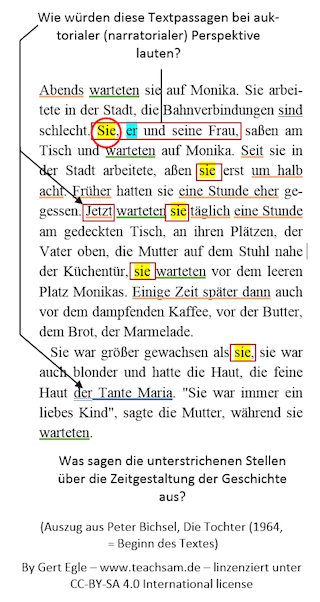 Wie würden diese Textpassagen bei auk-
torialer (narratorialer) Perspektive
lauten?
Abends warteten sie auf Monika. Sie arbei-
tete in der Stadt, die Bahnverbindungen sind
schlecht. Sie, er und seine Frau, saßen am
Tisch und warteten auf Monika. Seit sie in
der Stadt arbeitete, aßen sie erst um halb
acht. Früher hatten sie eine Stunde eher ge-
gessen. Jetzt warteten sie täglich eine Stunde
am gedeckten Tisch, an ihren Plätzen, der
Vater oben, die Mutter auf dem Stuhl nahe
der Küchentür, sie warteten vor dem leeren
Platz Monikas. Einige Zeit später dann auch
vor dem dampfenden Kaffee, vor der Butter,
dem Brot, der Marmelade.
Sie war größer gewachsen als sie, sie war
auch blonder und hatte die Haut, die feine
Haut der Tante Maria. "Sie war immer ein
liebes Kind", sagte die Mutter, während sie
warteten.
Was sagen die unterstrichenen Stellen
über die Zeitgestaltung der Geschichte
aus?
(Auszug aus Peter Bichsel, Die Tochter (1964,
= Beginn des Textes)
By Gert Egle – www.teachsam.de – linzenziert unter
CC-BY-SA 4.0 International license